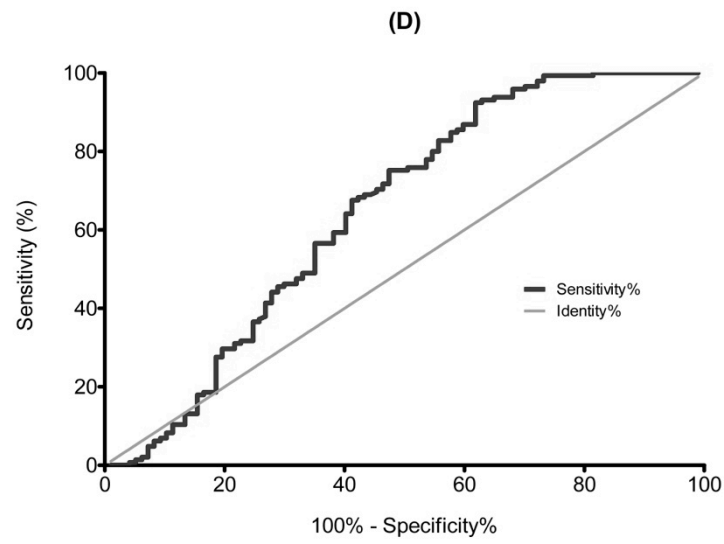 (D)
100
80
60
40
20
0
Sensitivity (%)
Sensitivity%
Identity%
0 20 40 60 80 100
100% - Specificity%